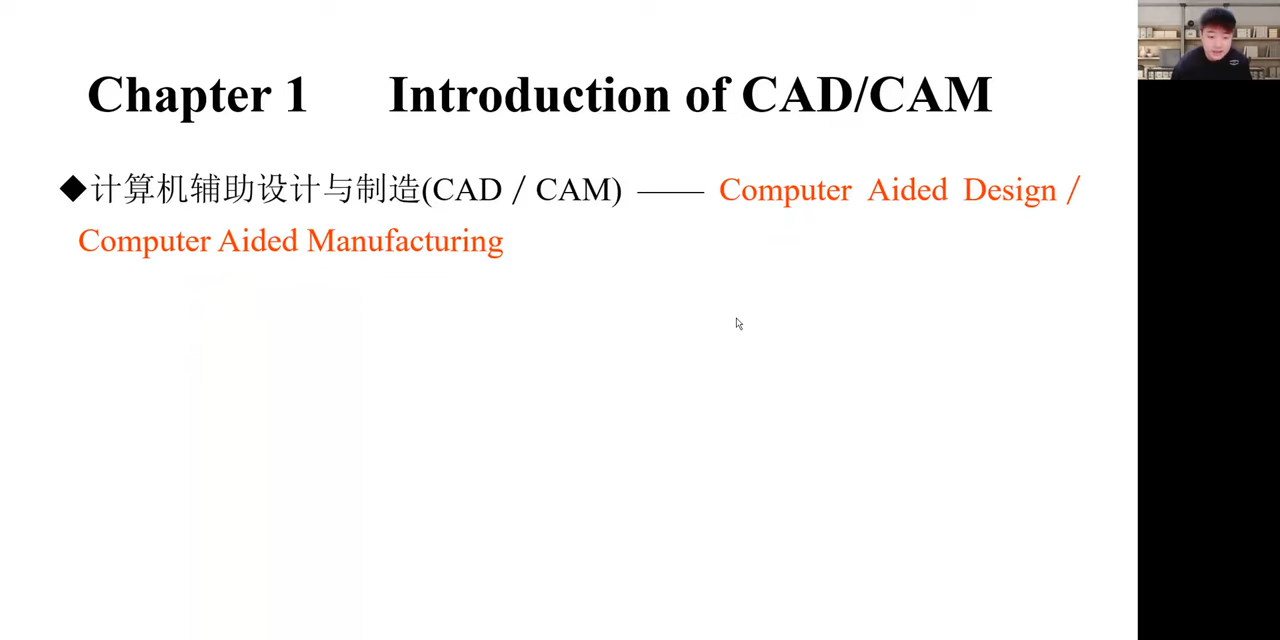 Chapter 1 Introduction of CAD/CAM
◆计算机辅助设计与制造(CAD／CAM) —— Computer Aided Design／
Computer Aided Manufacturing